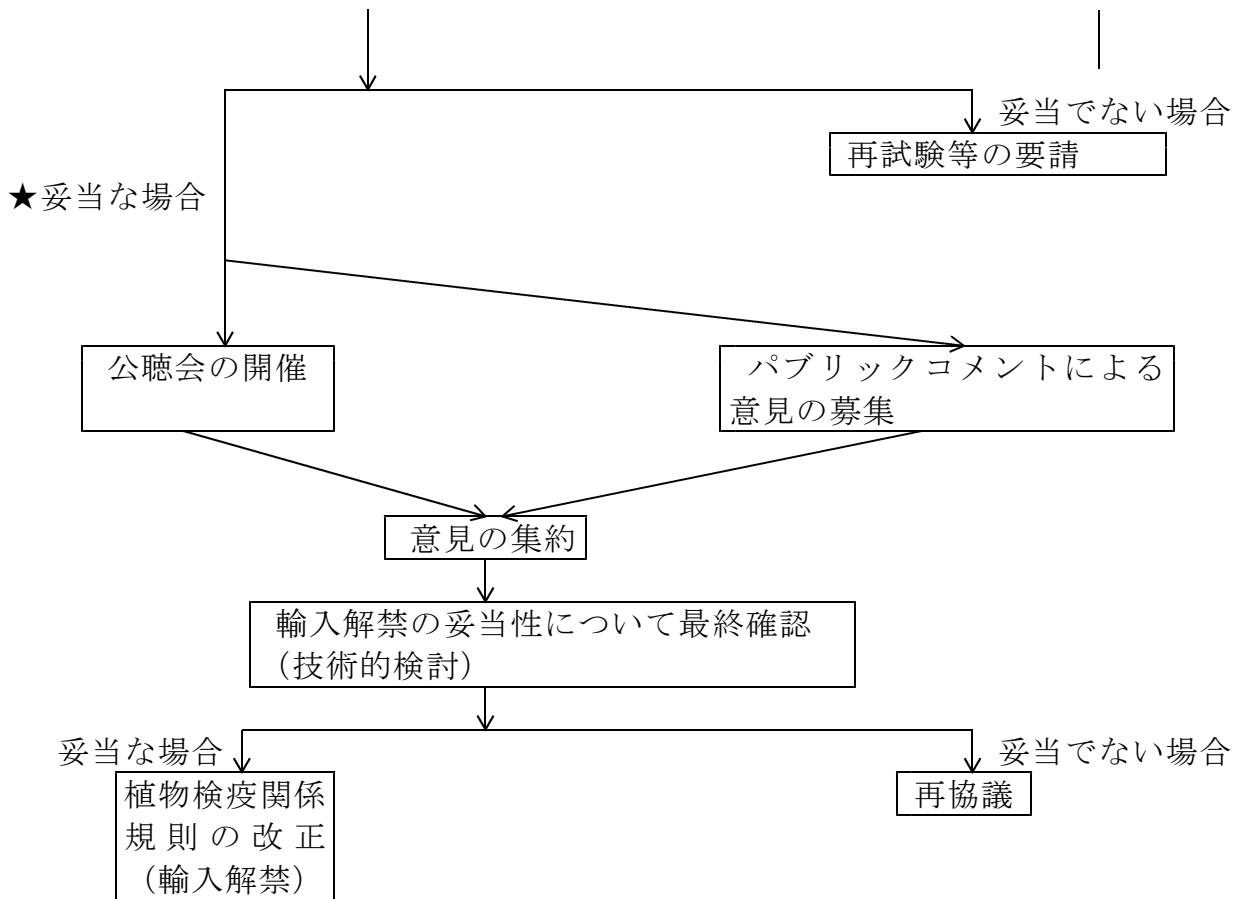 妥当でない場合
再試験等の要請
★妥当な場合
公聴会の開催
パブリックコメントによる
意見の募集
意見の集約
輸入解禁の妥当性について最終確認
（技術的検討）
妥当な場合
妥当でない場合
植物検疫関係
規則の改正
（輸入解禁）
再協議